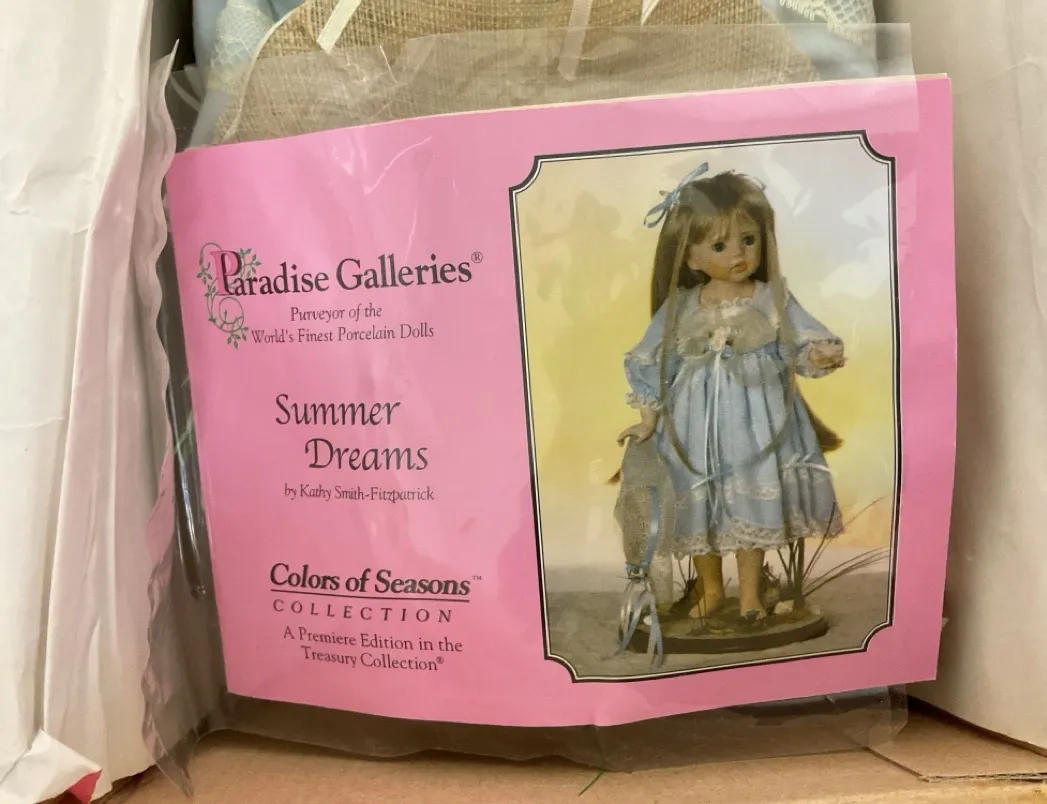 Paradise Galleries®
Purveyor of the
World's Finest Porcelain Dolls
Summer
Dreams
by Kathy Smith-Fitzpatrick
Colors of Seasons™
COLLECTION
A Premiere Edition in the
Treasury Collection®